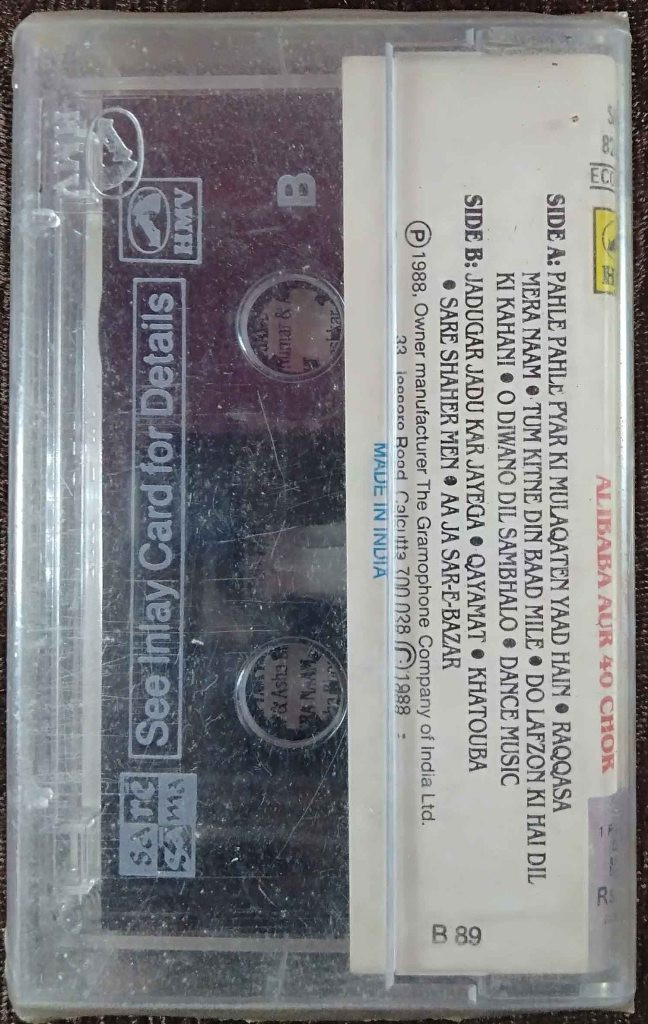 ALIBABA AUR 40 CHOR
SIDE A: PAHLE PAHLE PYAR KI MULAQATEN YAAD HAIN ● RAQQASA
MERA NAAM ● TUM KITNE DIN BAAD MILE ● DO LAFZON KI HAI DIL
KI KAHANI ● O DIWANO DIL SAMBHALO ● DANCE MUSIC
SIDE B: JADUGAR JADU KAR JAYEGA ● QAYAMAT ● KHATOUBA
● SARE SHAHER MEN ● AA JA SAR-E-BAZAR
Ⓟ 1988, Owner manufacturer The Gramophone Company of India Ltd.
33, Jessore Road, Calcutta 700 028 Ⓒ 1988
MADE IN INDIA
B 89
B
HMV
See Inlay Card for Details